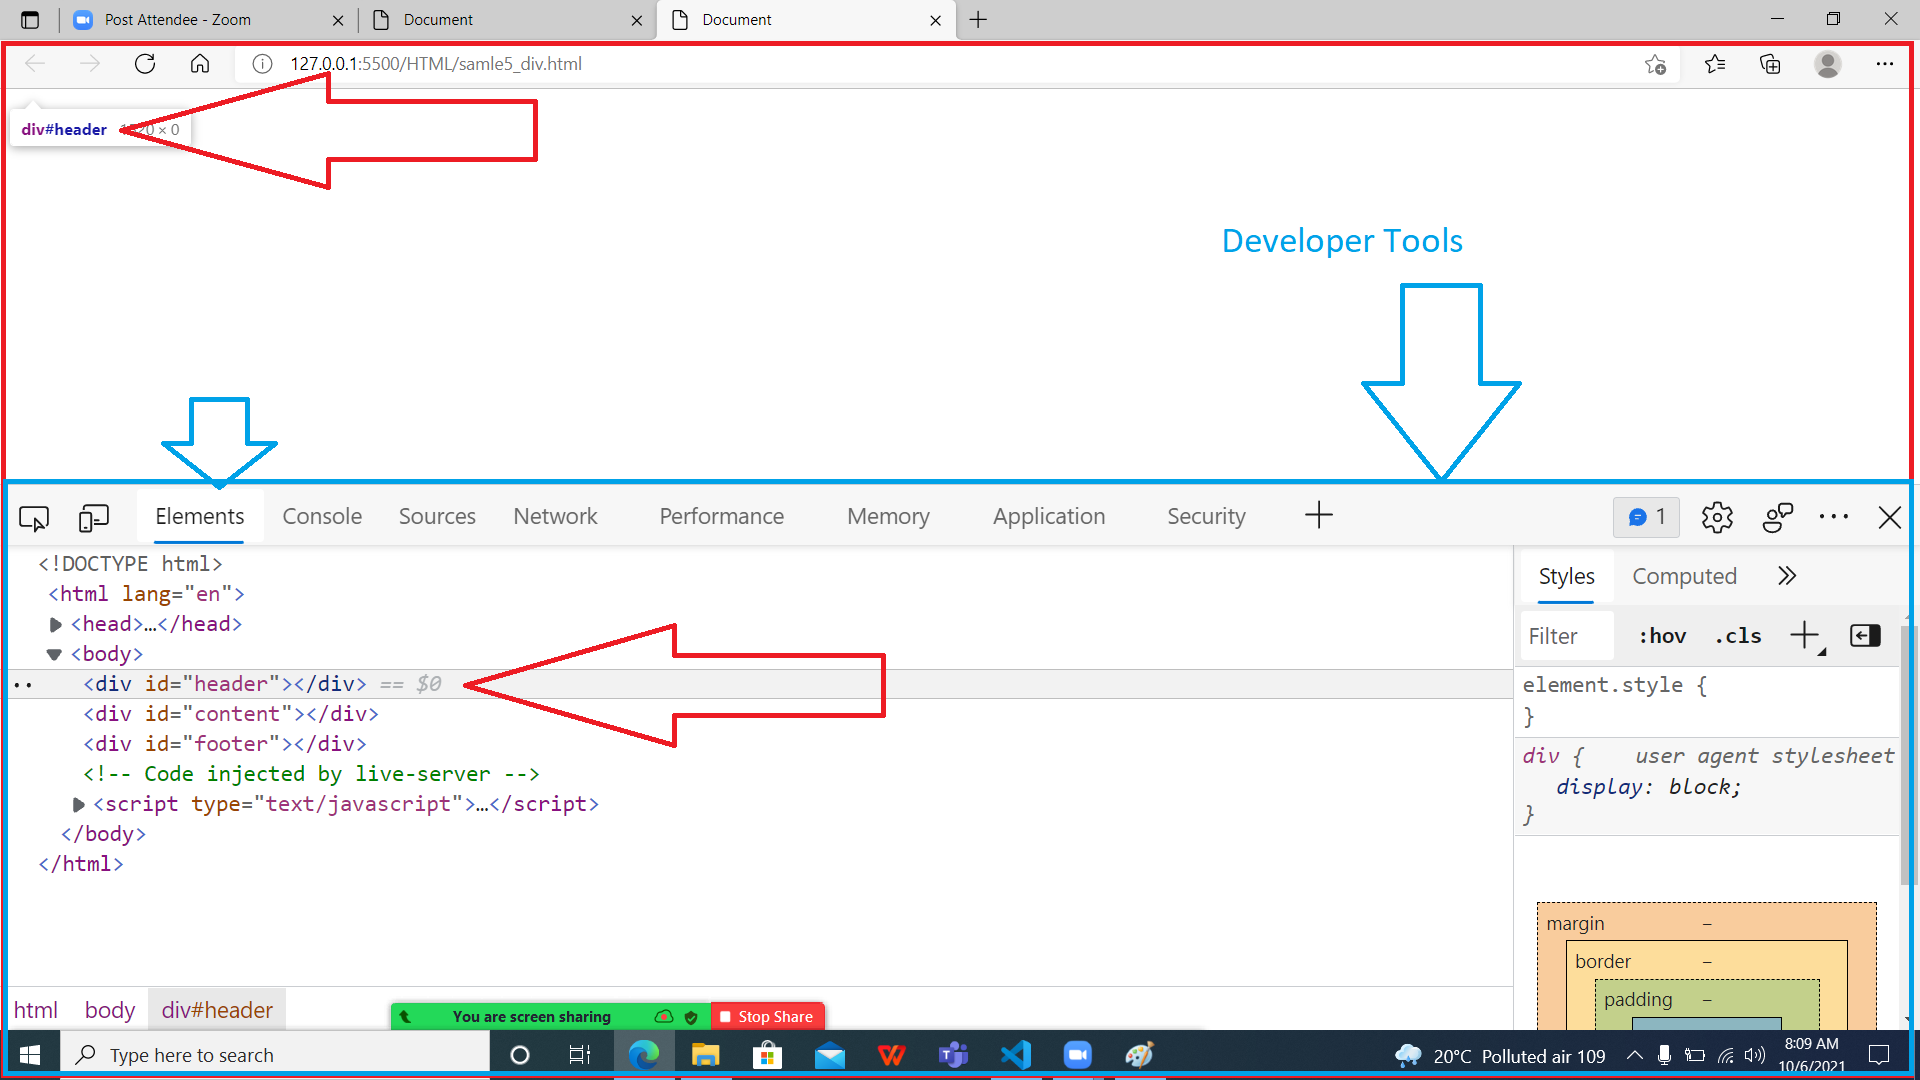 Post Attendee - Zoom
Document
Document
127.0.0.1:5500/HTML/samle5_div.html
div#header 20 × 0
Developer Tools
Elements Console Sources Network Performance Memory Application Security 1
<!DOCTYPE html>
<html lang="en">
<head>…</head>
<body>
<div id="header"></div> == $0
<div id="content"></div>
<div id="footer"></div>
<!-- Code injected by live-server -->
<script type="text/javascript">…</script>
</body>
</html>
Styles Computed
Filter :hov .cls
element.style {
}
div { user agent stylesheet
display: block;
}
margin –
border –
padding –
html body div#header
You are screen sharing Stop Share
Type here to search
20°C Polluted air 109
8:09 AM
10/6/2021